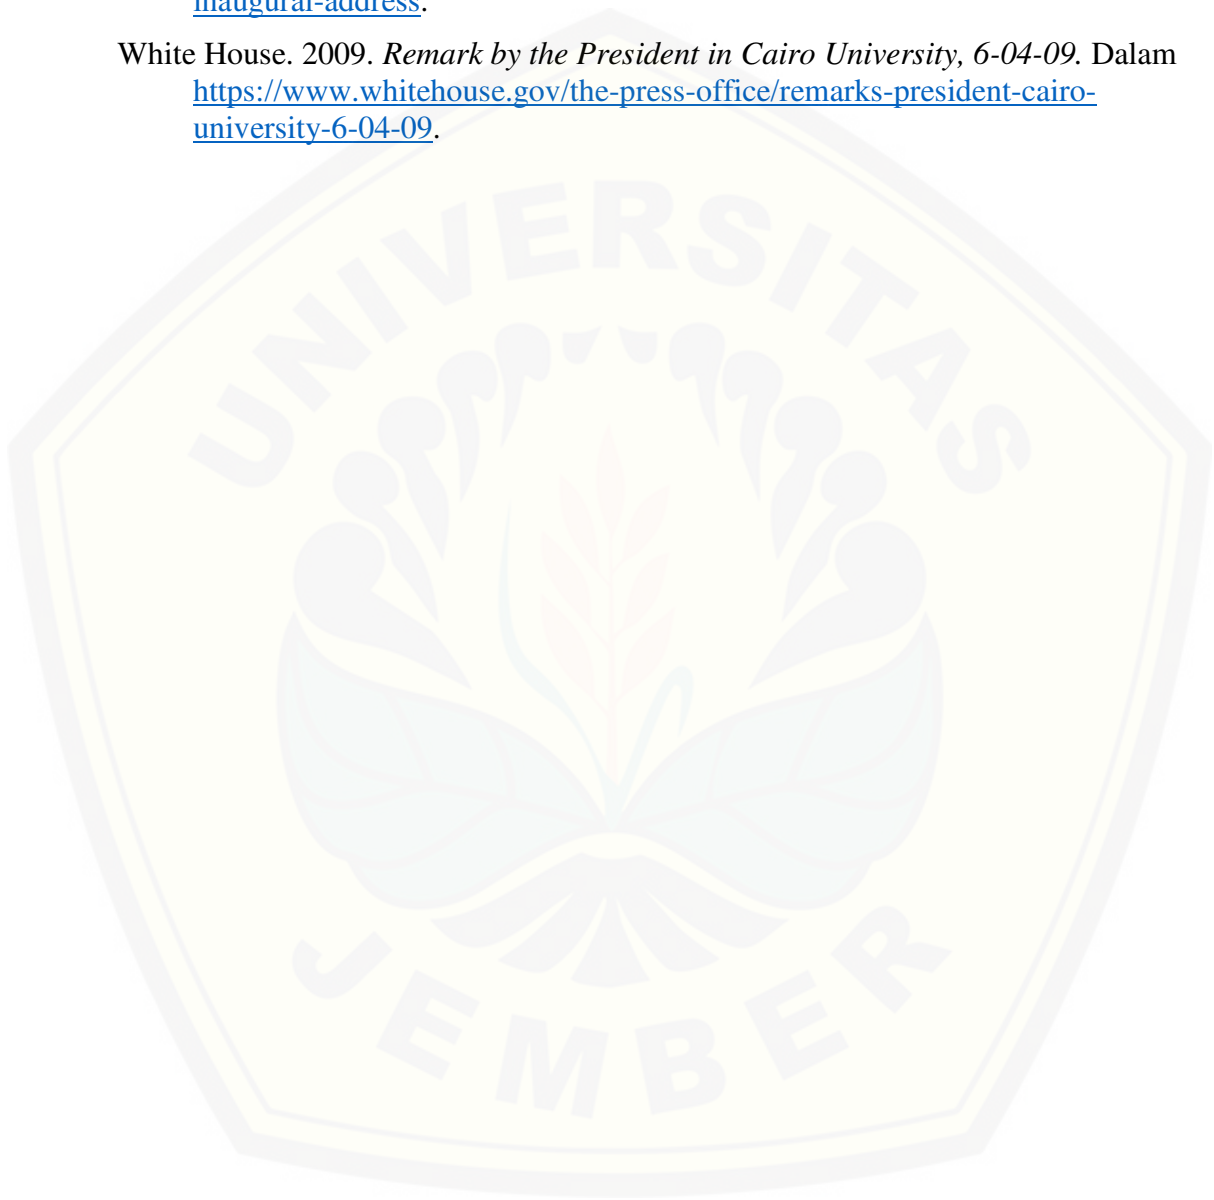 inaugural-address.
White House. 2009. Remark by the President in Cairo University, 6-04-09. Dalam
https://www.whitehouse.gov/the-press-office/remarks-president-cairo-
university-6-04-09.
UNIVERSITAS
JEMBER